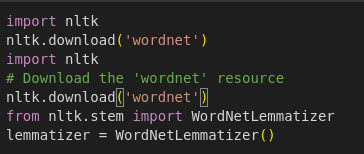 import nltk
nltk.download('wordnet')
import nltk
# Download the 'wordnet' resource
nltk.download('wordnet')
from nltk.stem import WordNetLemmatizer
lemmatizer = WordNetLemmatizer()